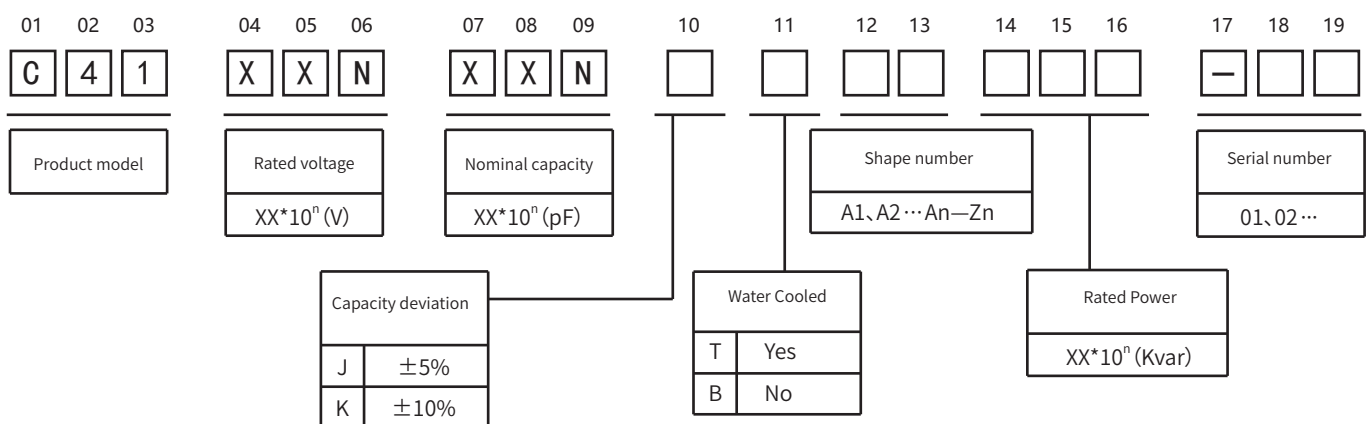 01 02 03 04 05 06 07 08 09 10 11 12 13 14 15 16 17 18 19
C 4 1 X X N X X N — 
Product model Rated voltage Nominal capacity Shape number Serial number
XX*10ⁿ (V) XX*10ⁿ (pF) A1、A2…An—Zn 01、02…
Capacity deviation Water Cooled Rated Power
J ±5% T Yes XX*10ⁿ (Kvar)
K ±10% B No